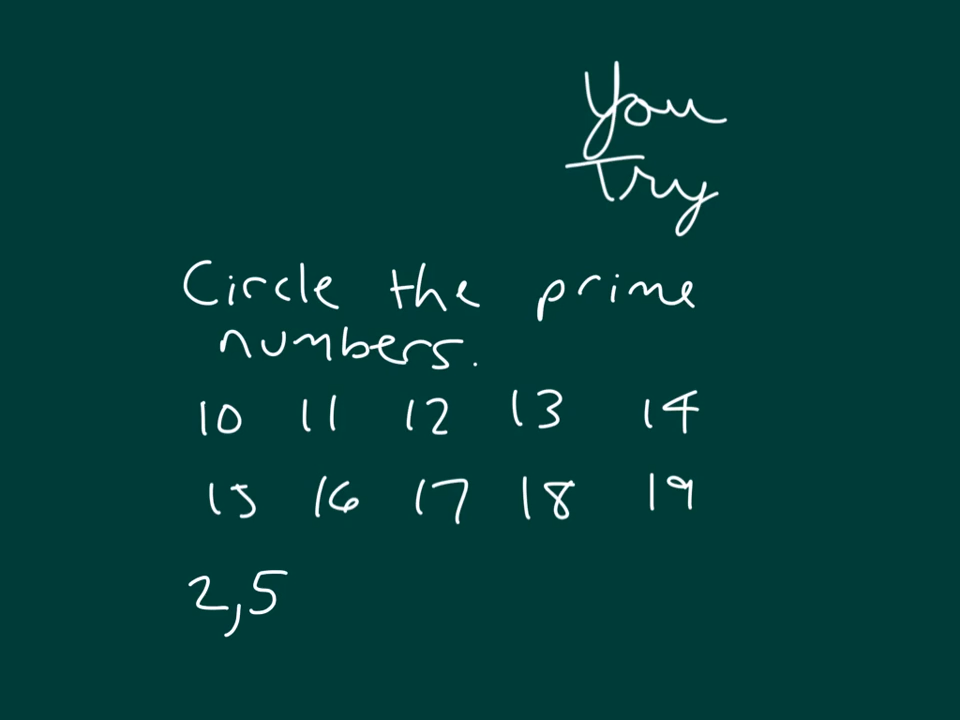 You
Try
Circle the prime
numbers.
10 11 12 13 14
15 16 17 18 19
2,5